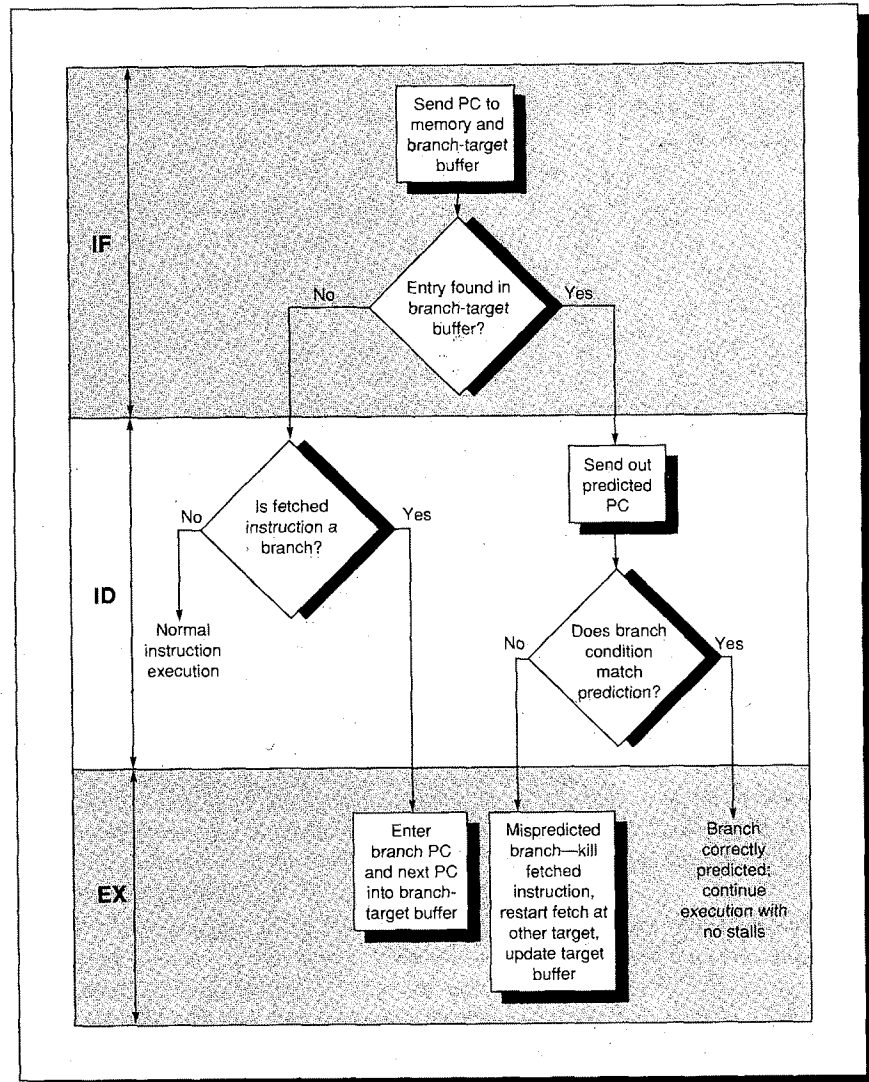 Send PC to
memory and
branch-target
buffer
IF
Entry found in
branch-target
buffer?
No
Yes
Send out
predicted
PC
Is fetched
instruction a
branch?
No
Yes
ID
Normal
instruction
execution
Does branch
condition
match
prediction?
No
Yes
EX
Enter
branch PC
and next PC
into branch-
target buffer
Mispredicted
branch—kill
fetched
instruction,
restart fetch at
other target,
update target
buffer
Branch
correctly
predicted;
continue
execution with
no stalls